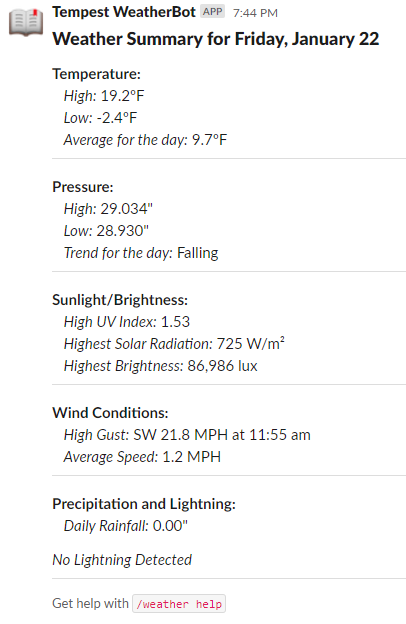 Tempest WeatherBot APP 7:44 PM
Weather Summary for Friday, January 22
Temperature:
High: 19.2°F
Low: -2.4°F
Average for the day: 9.7°F
Pressure:
High: 29.034"
Low: 28.930"
Trend for the day: Falling
Sunlight/Brightness:
High UV Index: 1.53
Highest Solar Radiation: 725 W/m²
Highest Brightness: 86,986 lux
Wind Conditions:
High Gust: SW 21.8 MPH at 11:55 am
Average Speed: 1.2 MPH
Precipitation and Lightning:
Daily Rainfall: 0.00"
No Lightning Detected
Get help with /weather help